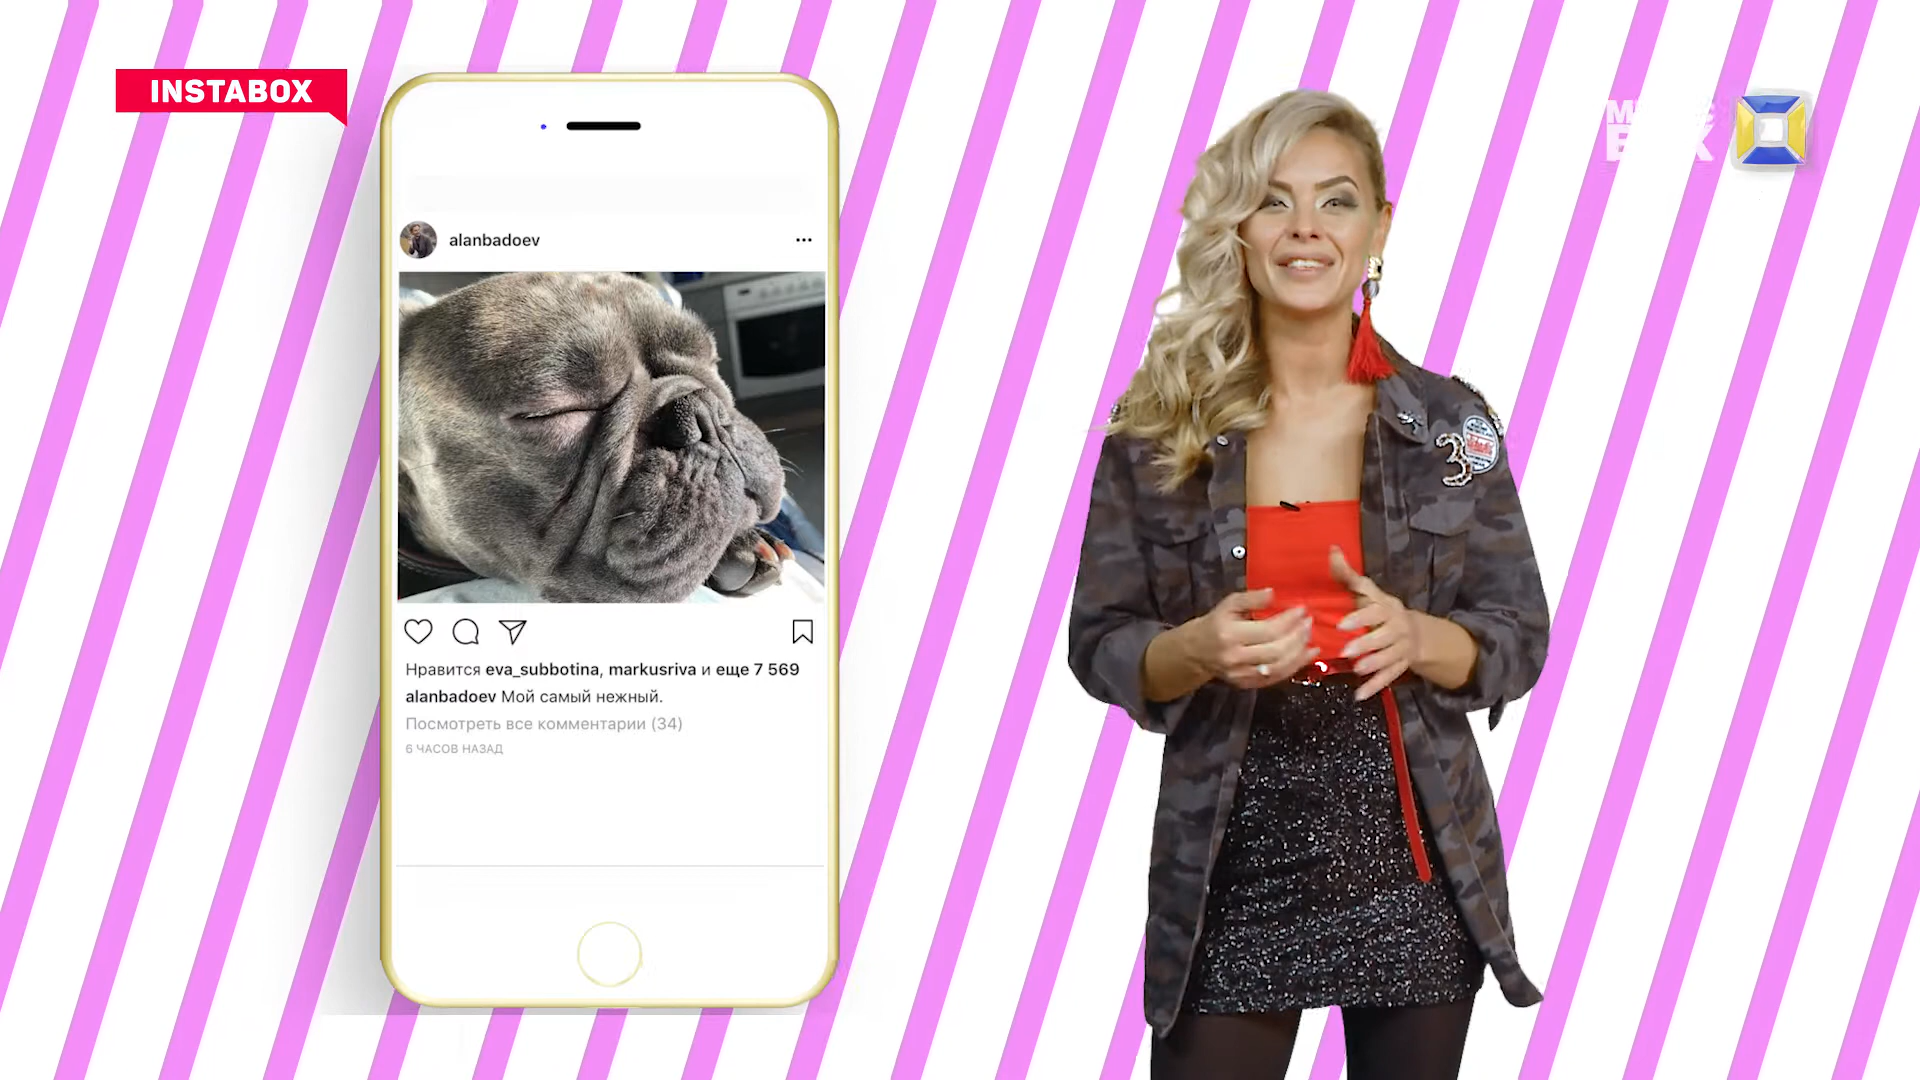 INSTABOX
alanbadoev
Нравится eva_subbotina, markusriva и еще 7 569
alanbadoev Мой самый нежный.
Посмотреть все комментарии (34)
6 ЧАСОВ НАЗАД
3